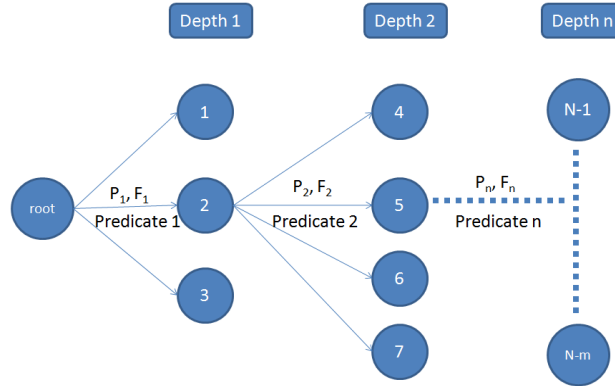 Depth 1
Depth 2
Depth n
1
4
N-1
P1, F1
P2, F2
Pn, Fn
root
2
5
Predicate 1
Predicate 2
Predicate n
3
6
7
N-m